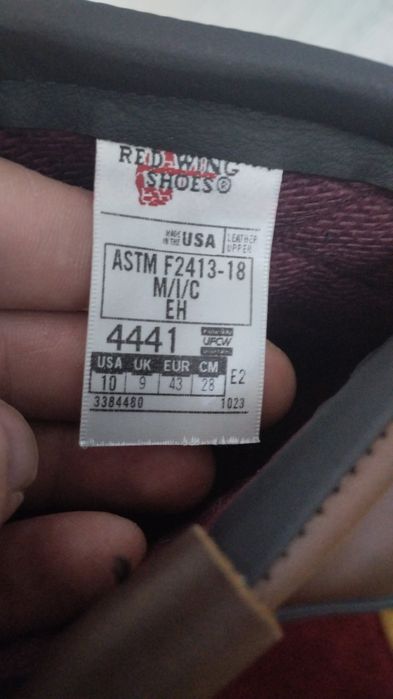 RED WING
SHOES®
MADE IN THE USA LEATHER UPPER
ASTM F2413-18
M/I/C
EH
4441 UFCW
USA UK EUR CM
10 9 43 28 E2
3384480 1023